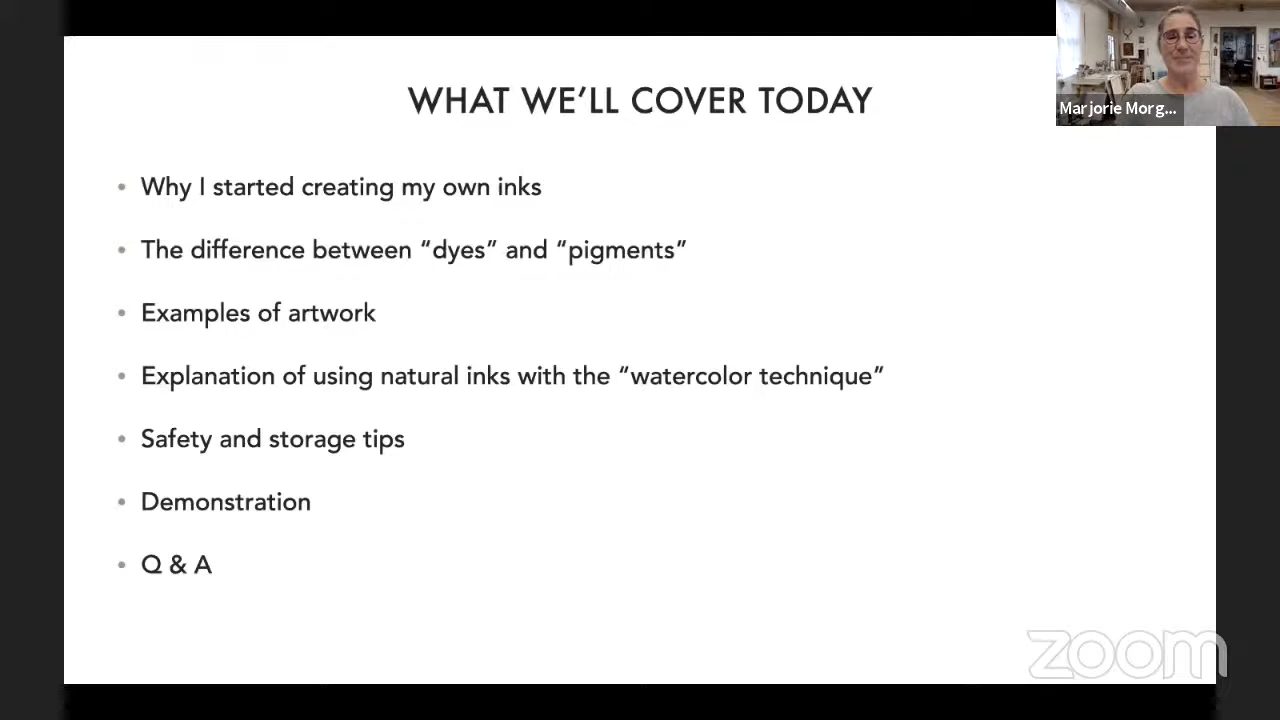 WHAT WE’LL COVER TODAY
Marjorie Morg...
• Why I started creating my own inks
• The difference between “dyes” and “pigments”
• Examples of artwork
• Explanation of using natural inks with the “watercolor technique”
• Safety and storage tips
• Demonstration
• Q & A
zoom